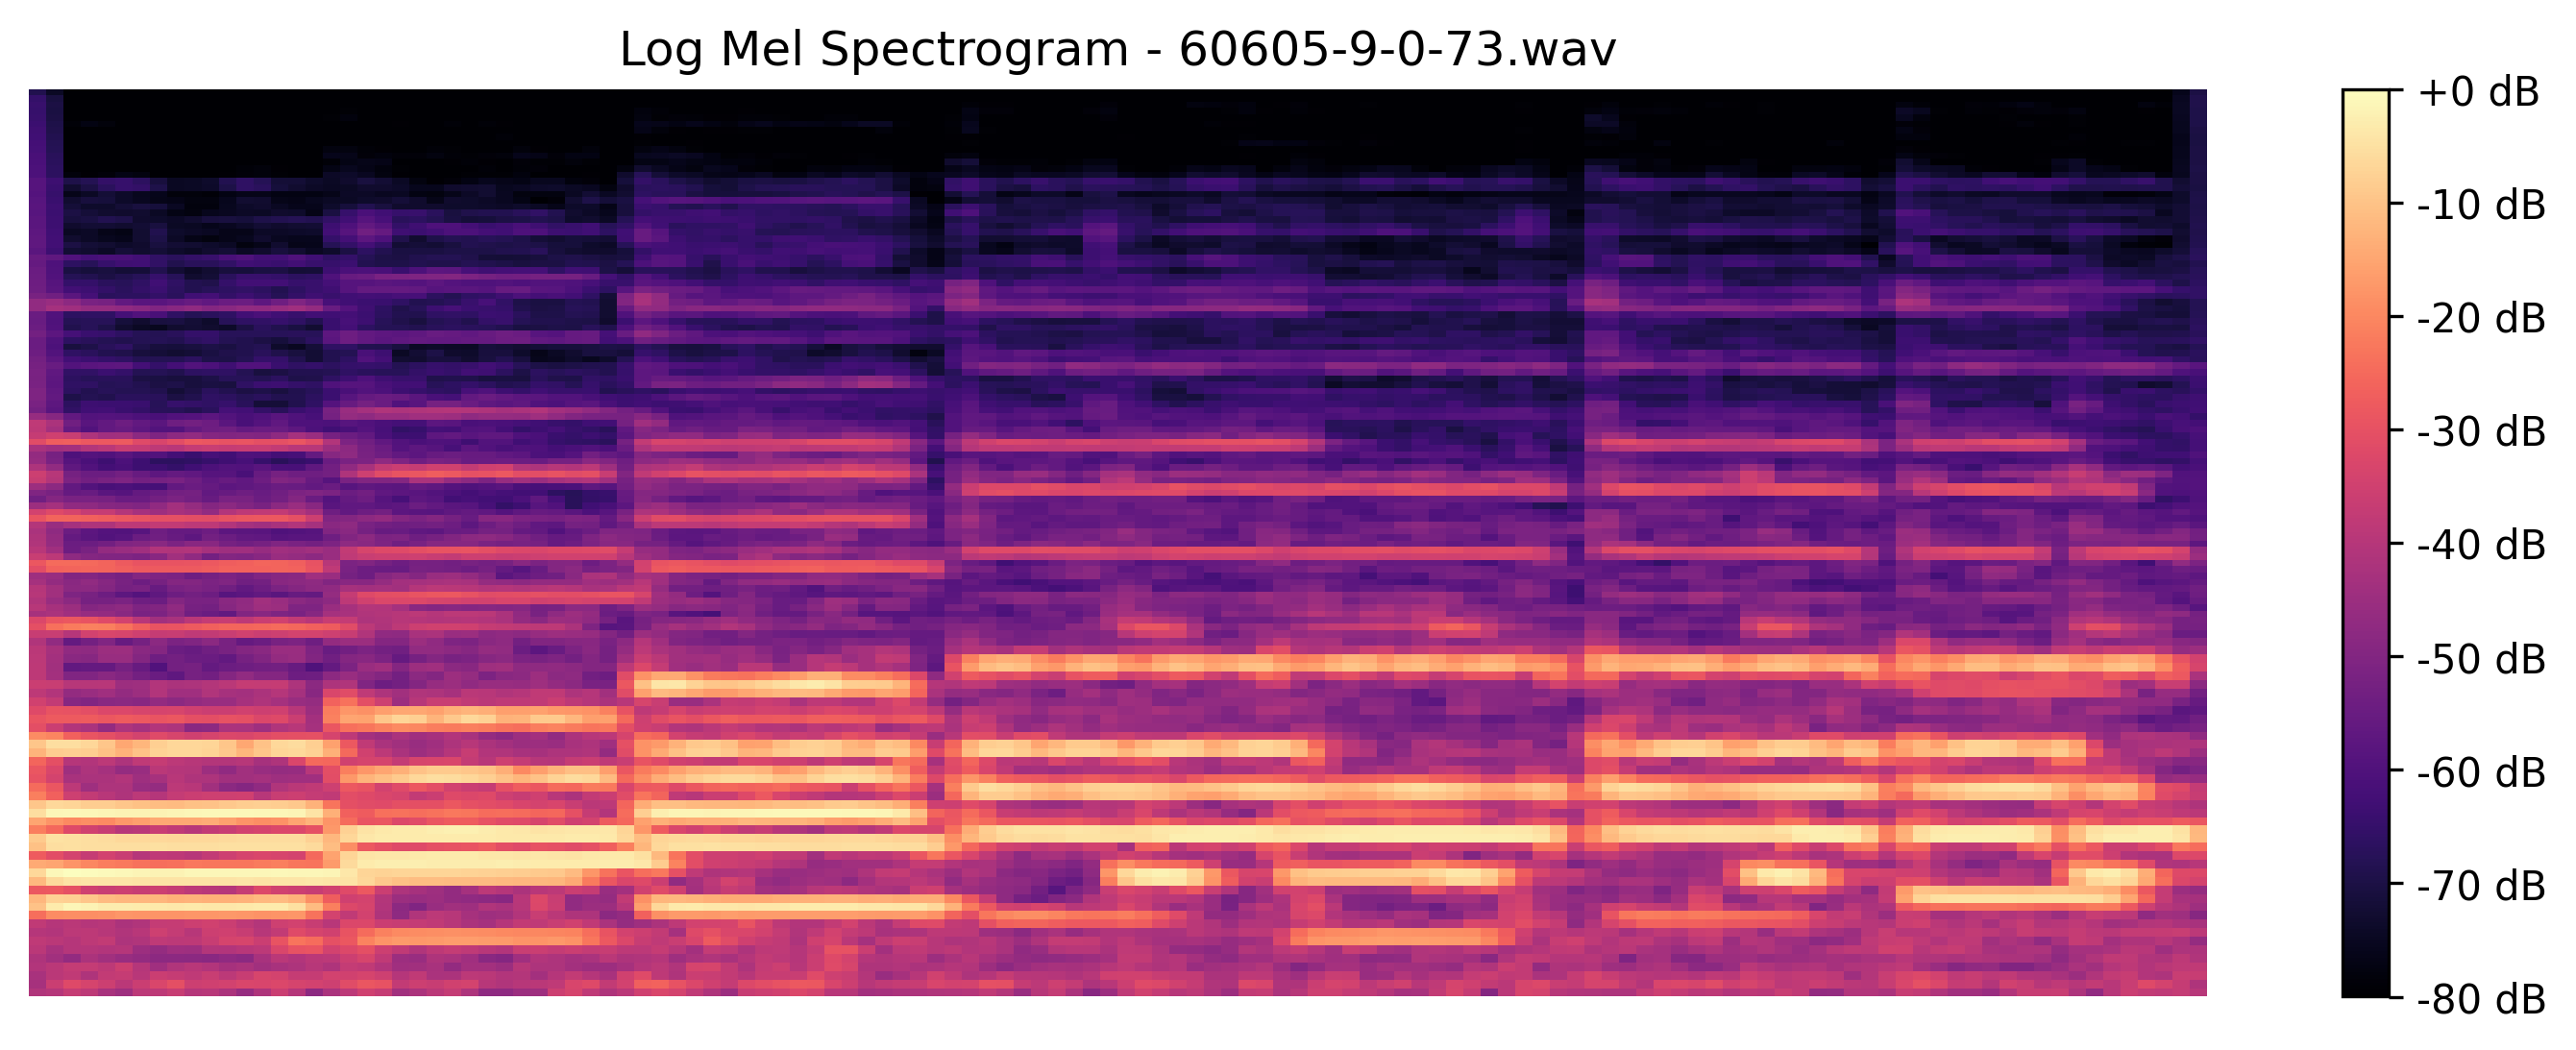 Log Mel Spectrogram - 60605-9-0-73.wav
+0 dB
-10 dB
-20 dB
-30 dB
-40 dB
-50 dB
-60 dB
-70 dB
-80 dB